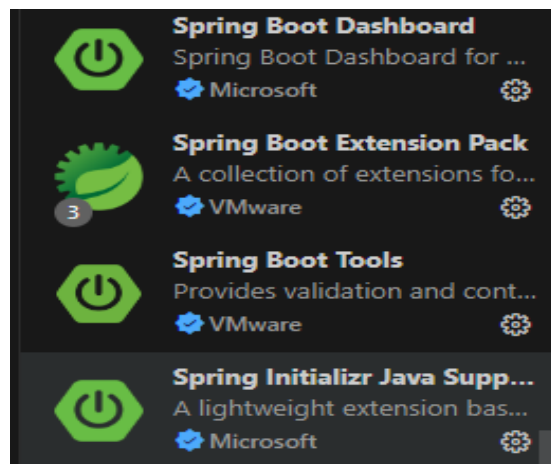 Spring Boot Dashboard
Spring Boot Dashboard for ...
Microsoft
Spring Boot Extension Pack
A collection of extensions fo...
3
VMware
Spring Boot Tools
Provides validation and cont...
VMware
Spring Initializr Java Supp...
A lightweight extension bas...
Microsoft